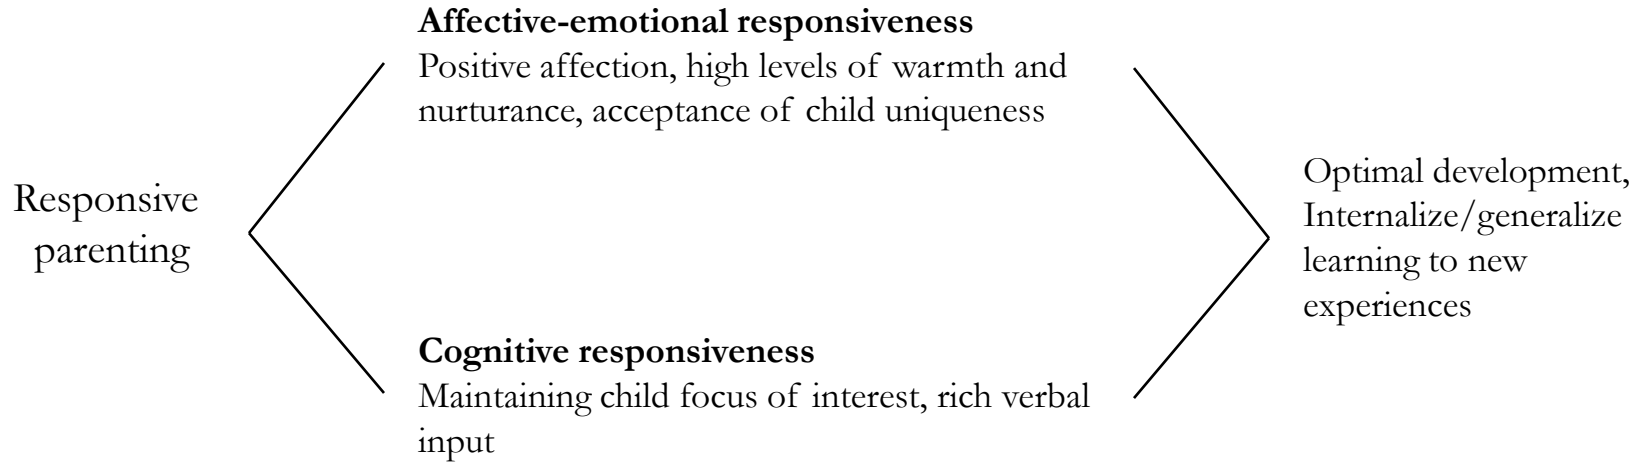 Affective-emotional responsiveness
Positive affection, high levels of warmth and
nurturance, acceptance of child uniqueness
Responsive
parenting
Optimal development,
Internalize/generalize
learning to new
experiences
Cognitive responsiveness
Maintaining child focus of interest, rich verbal
input